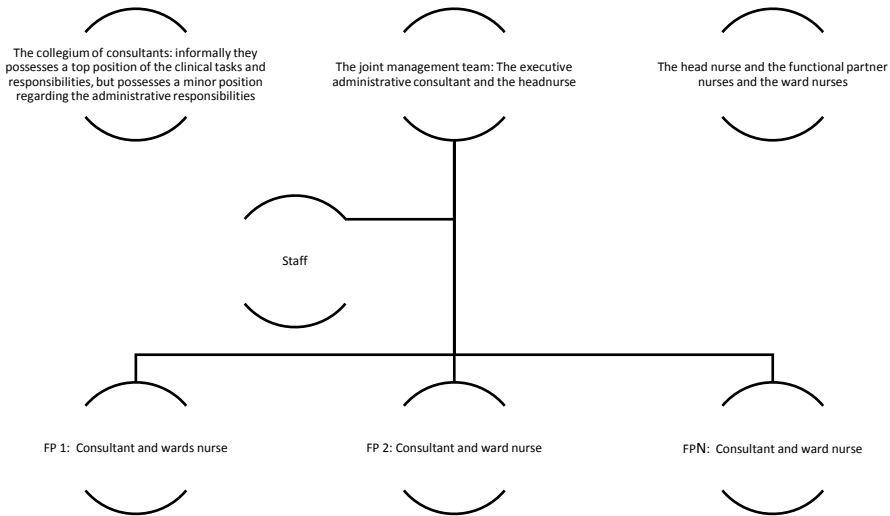 The collegium of consultants: informally they
possesses a top position of the clinical tasks and
responsibilities, but possesses a minor position
regarding the administrative responsibilities
The joint management team: The executive
administrative consultant and the headnurse
The head nurse and the functional partner
nurses and the ward nurses
Staff
FP 1: Consultant and wards nurse
FP 2: Consultant and ward nurse
FPN: Consultant and ward nurse